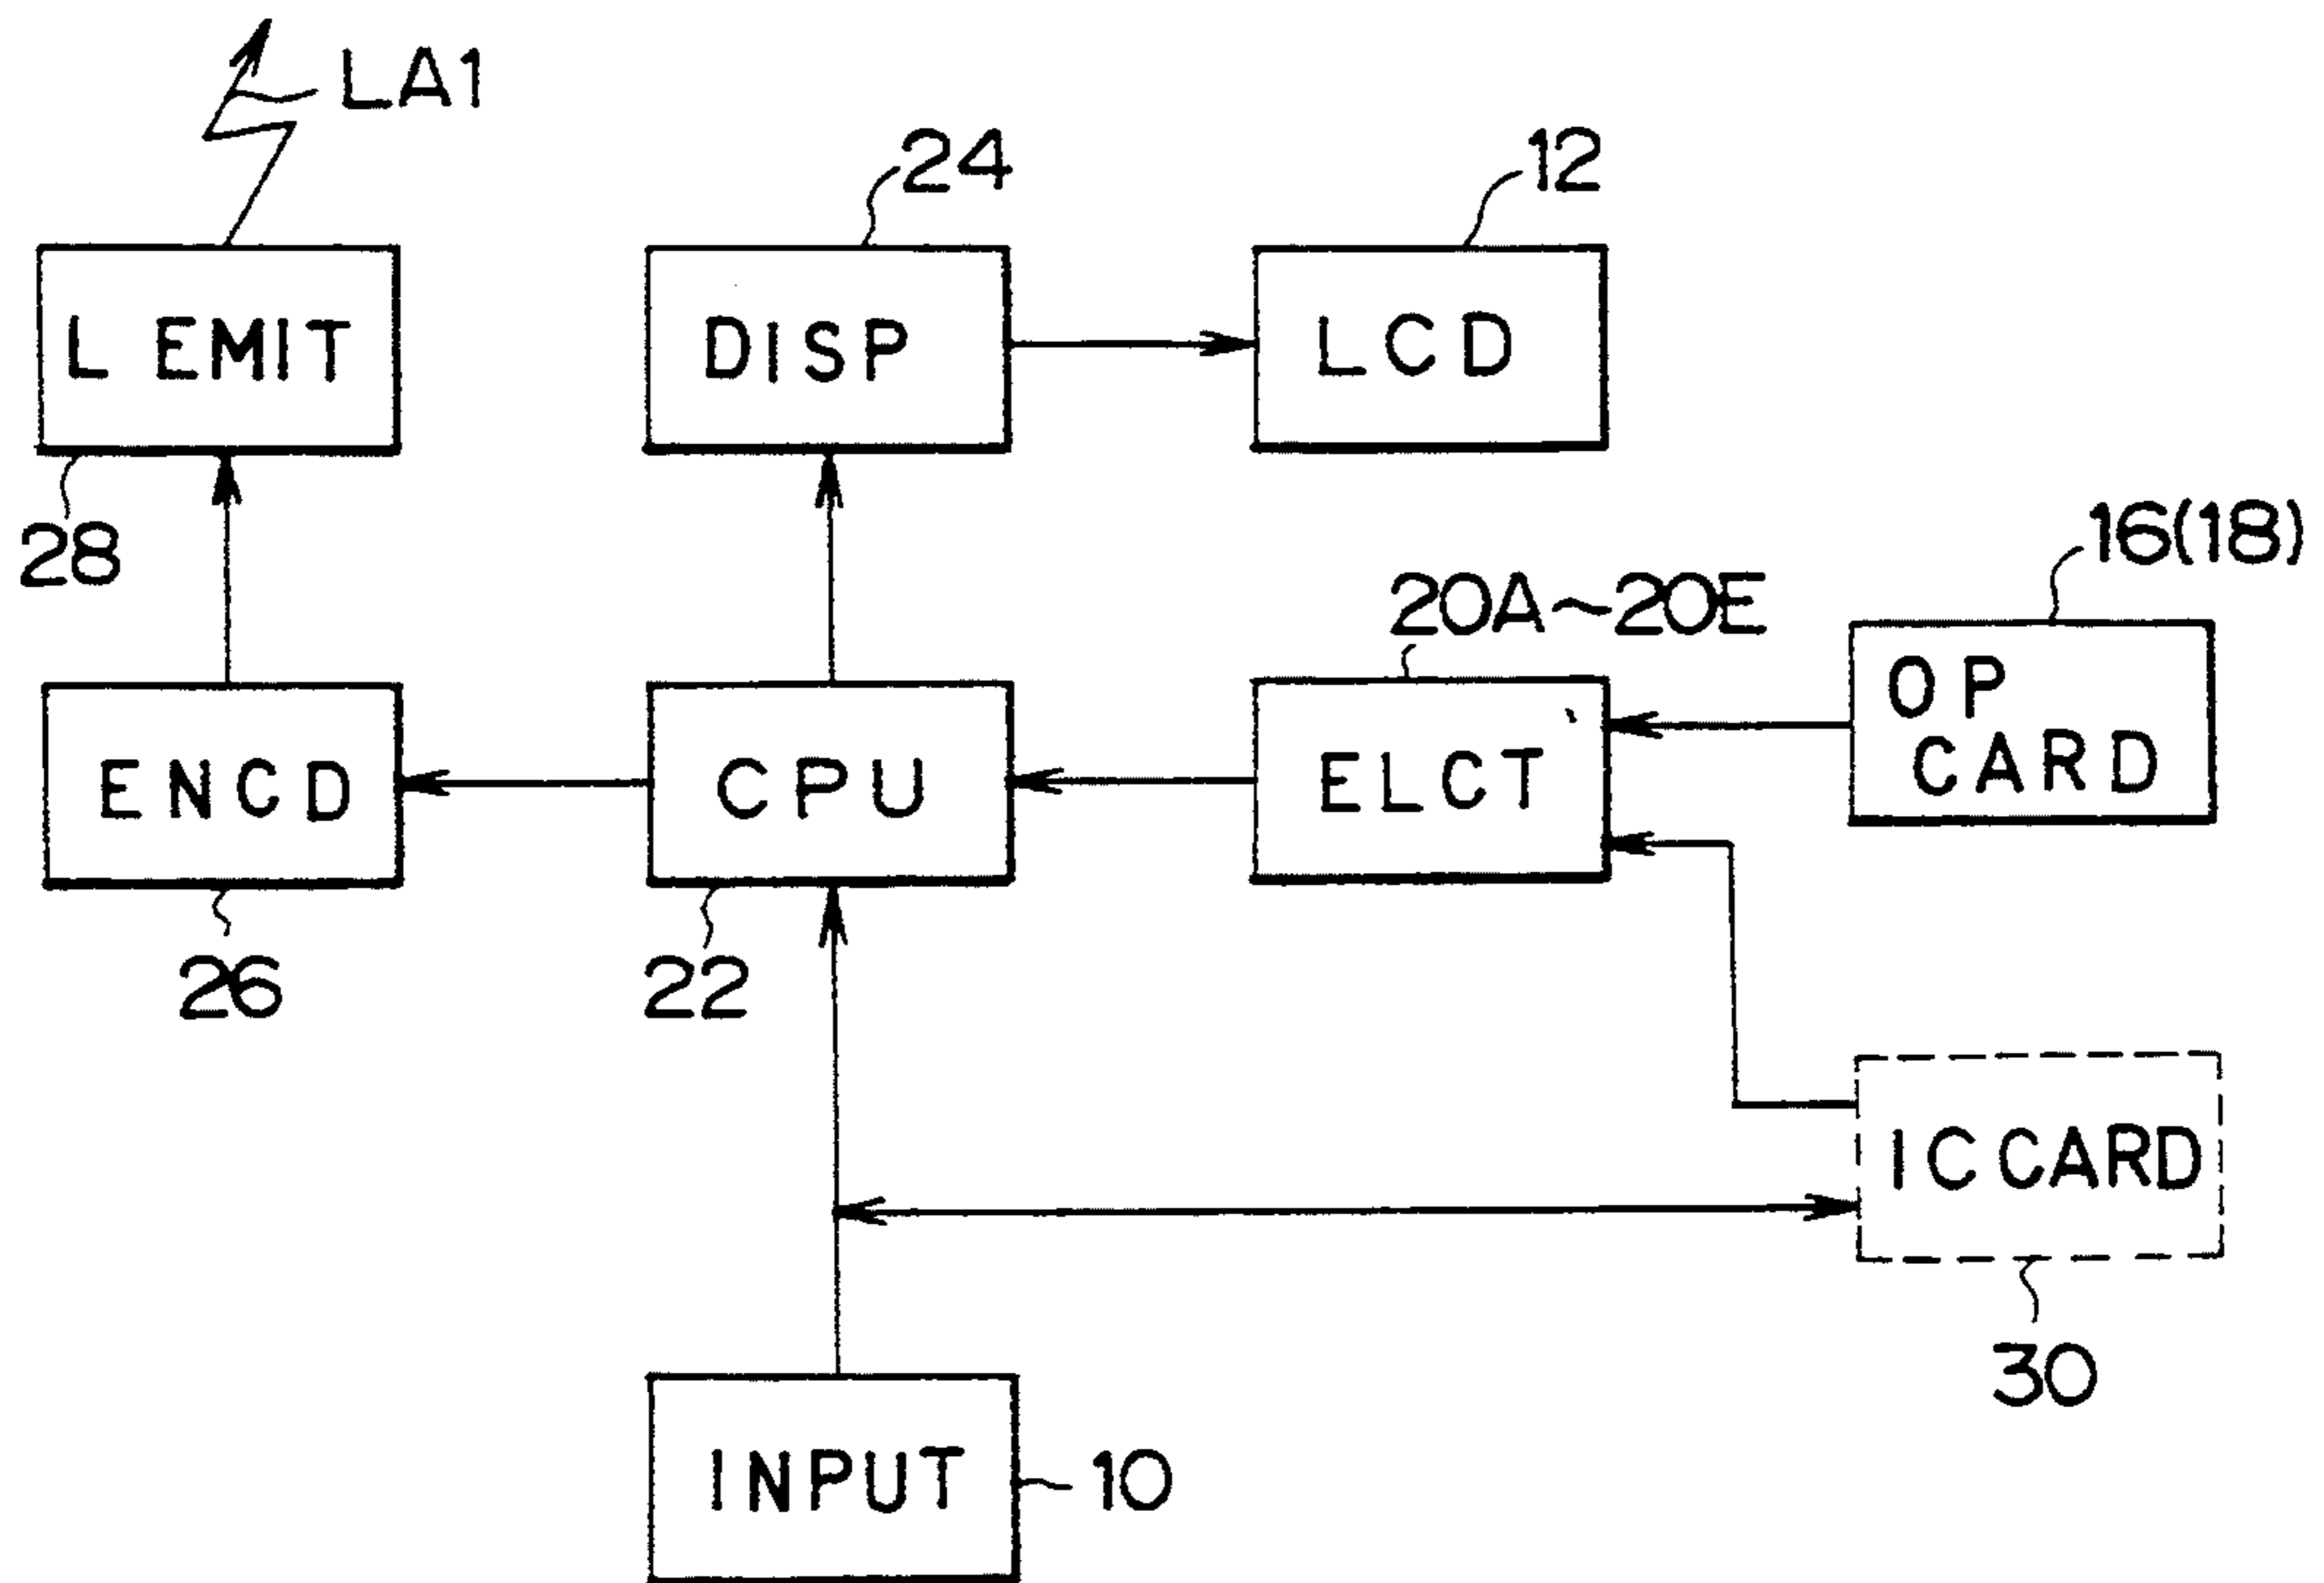 LA1
24
12
L EMIT
DISP
LCD
28
16(18)
20A~20E
OP
CARD
ENCD
CPU
ELCT
26
22
IC CARD
30
INPUT
10